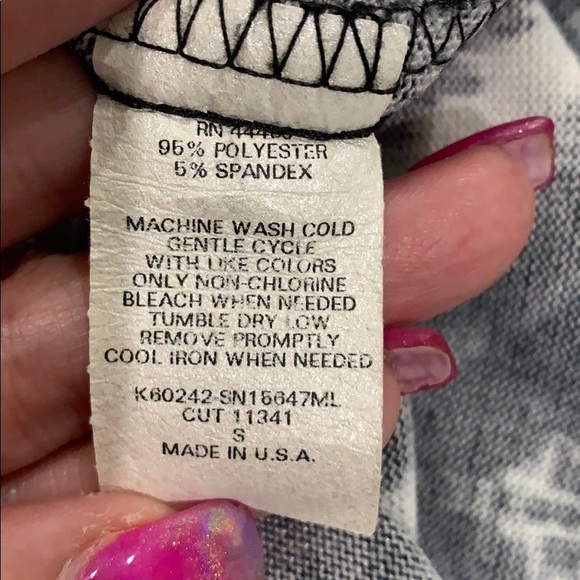 RN
95% POLYESTER
5% SPANDEX
MACHINE WASH COLD
GENTLE CYCLE
WITH LIKE COLORS
ONLY NON-CHLORINE
BLEACH WHEN NEEDED
TUMBLE DRY LOW
REMOVE PROMPTLY
COOL IRON WHEN NEEDED
K60242-SN16647ML
CUT 11341
S
MADE IN U.S.A.